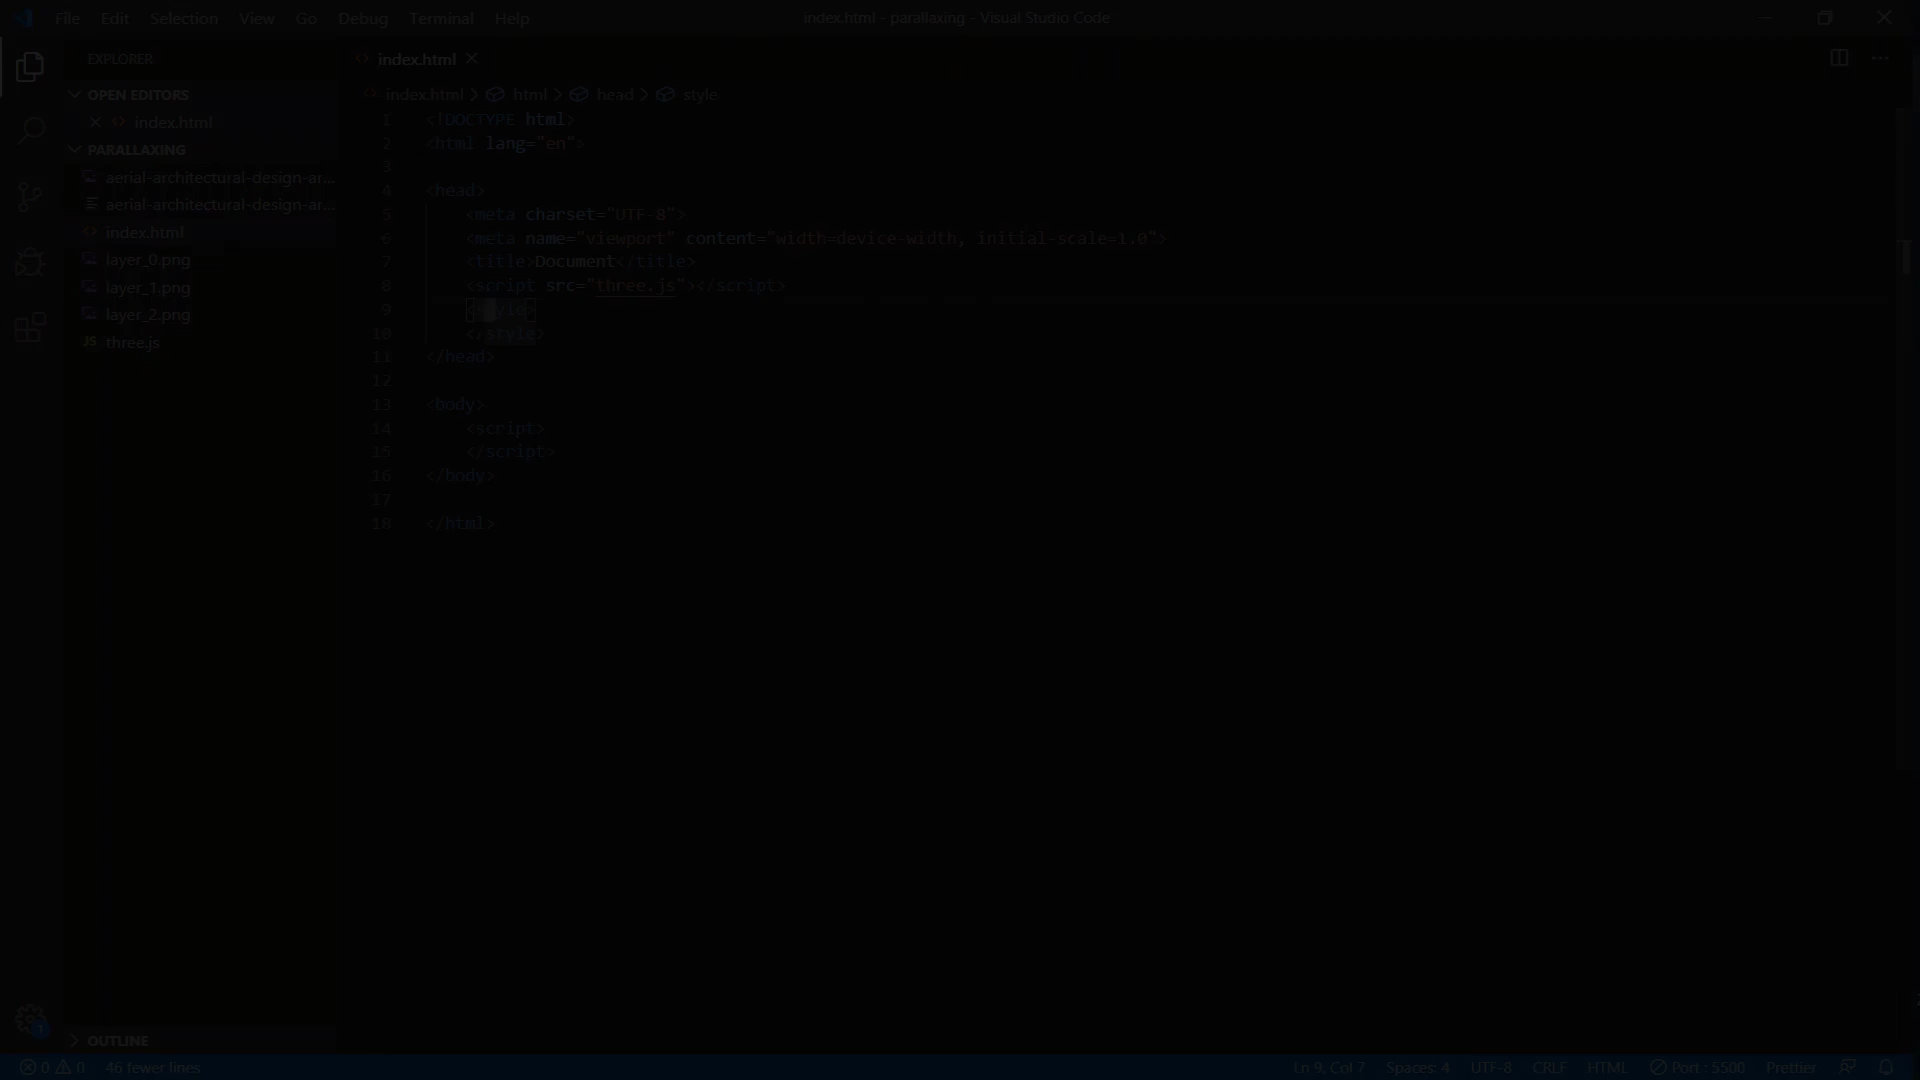 File Edit Selection View Go Debug Terminal Help
index.html - parallaxing - Visual Studio Code
EXPLORER
index.html
OPEN EDITORS
index.html
PARALLAXING
aerial-architectural-design-ar...
aerial-architectural-design-ar...
index.html
layer_0.png
layer_1.png
layer_2.png
JS three.js
OUTLINE
index.html > html > head > style
1 <!DOCTYPE html>
2 <html lang="en">
3
4 <head>
5 <meta charset="UTF-8">
6 <meta name="viewport" content="width=device-width, initial-scale=1.0">
7 <title>Document</title>
8 <script src="three.js"></script>
9 <style>
10 </style>
11 </head>
12
13 <body>
14 <script>
15 </script>
16 </body>
17
18 </html>
1
0 0 46 fewer lines
Ln 9, Col 7 Spaces: 4 UTF-8 CRLF HTML Port : 5500 Prettier